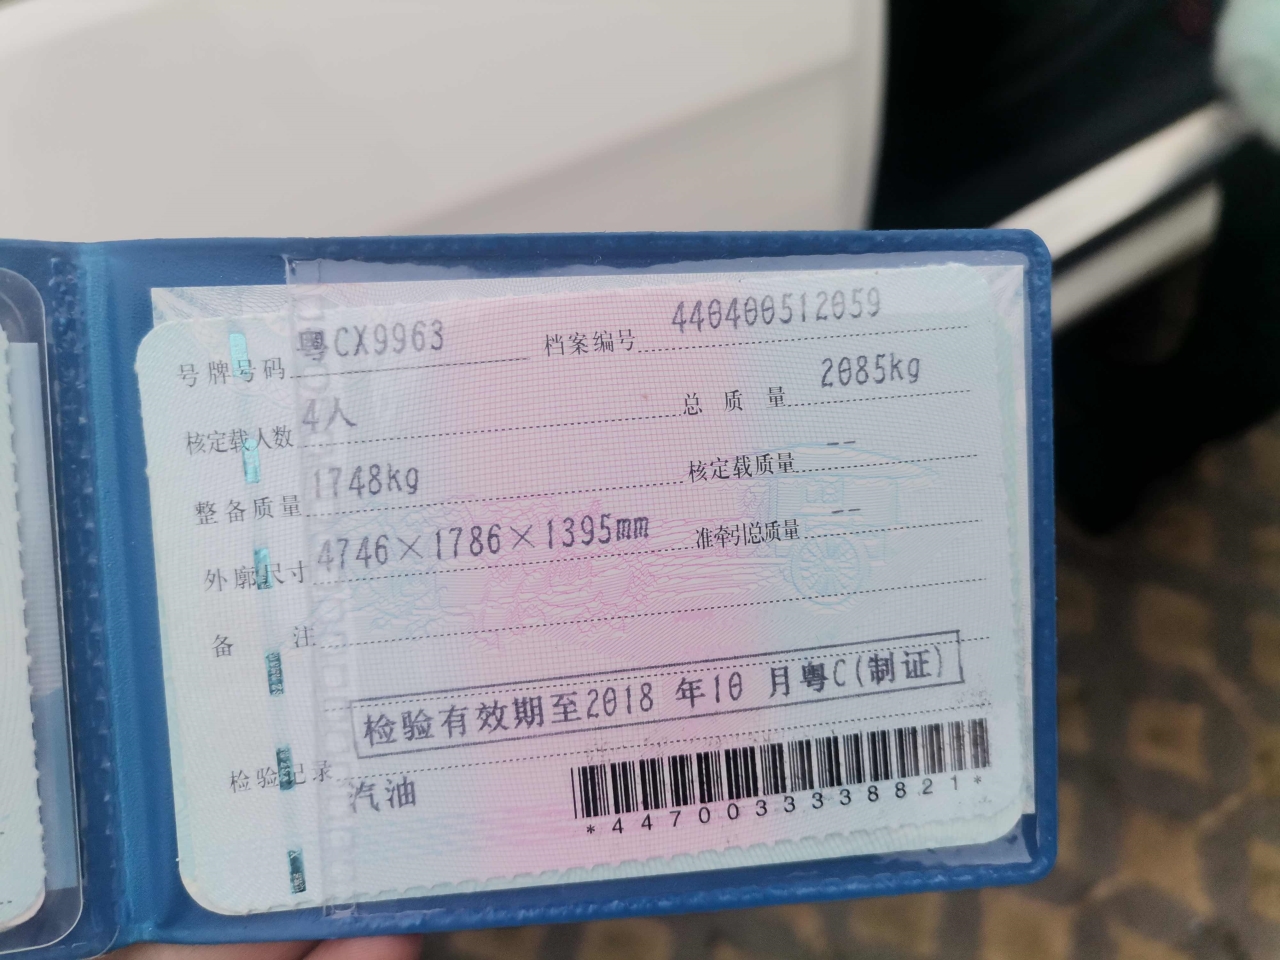 号牌号码 粤CX9963 档案编号 440400512059
核定载人数 4人 总质量 2085kg
整备质量 1748kg 核定载质量 --
外廓尺寸 4746×1786×1395mm 准牵引总质量 --
备注
检验有效期至2018 年10 月粤C(制证)
检验记录
汽油
*4470033338821*